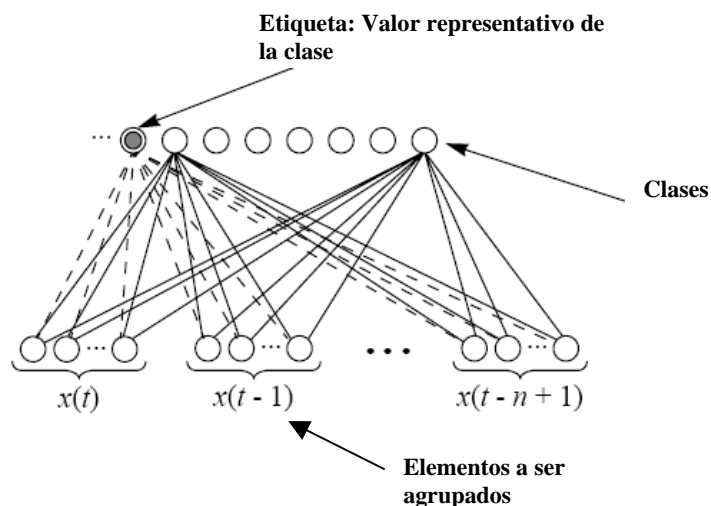 Etiqueta: Valor representativo de
la clase
...
Clases
... ... ... ...
x(t) x(t - 1) x(t - n + 1)
Elementos a ser
agrupados